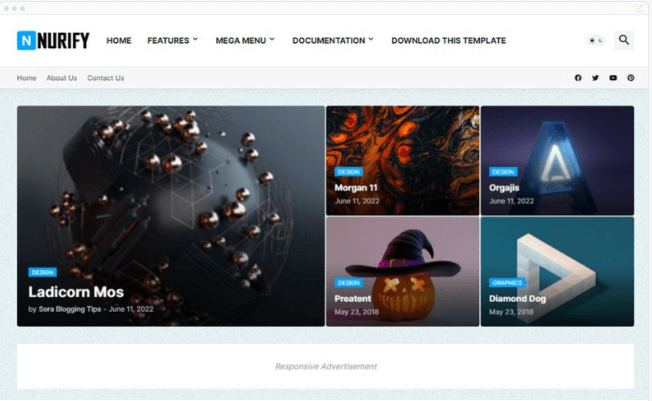 N NURIFY HOME FEATURES MEGA MENU DOCUMENTATION DOWNLOAD THIS TEMPLATE
Home About Us Contact Us
DESIGN
Ladicorn Mos
by Sora Blogging Tips - June 11, 2022
DESIGN
Morgan 11
June 11, 2022
DESIGN
Orgajis
June 11, 2022
DESIGN
Preatent
May 23, 2018
GRAPHICS
Diamond Dog
May 23, 2018
Responsive Advertisement